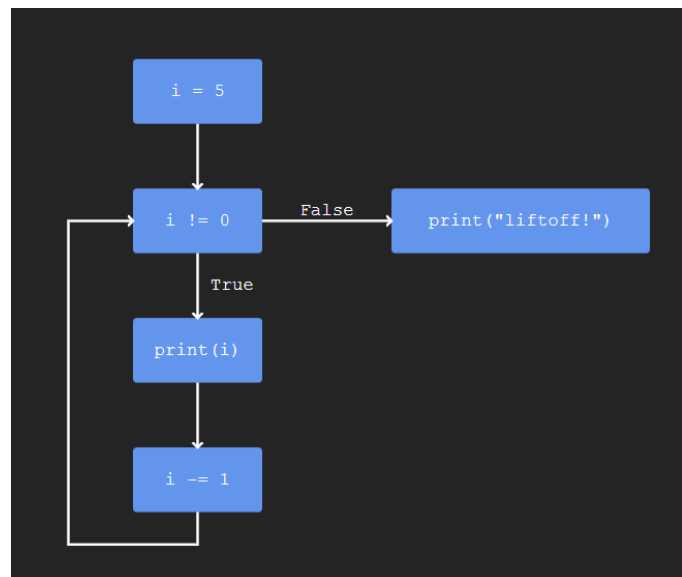 i = 5
i != 0
False
print("liftoff!")
True
print(i)
i -= 1